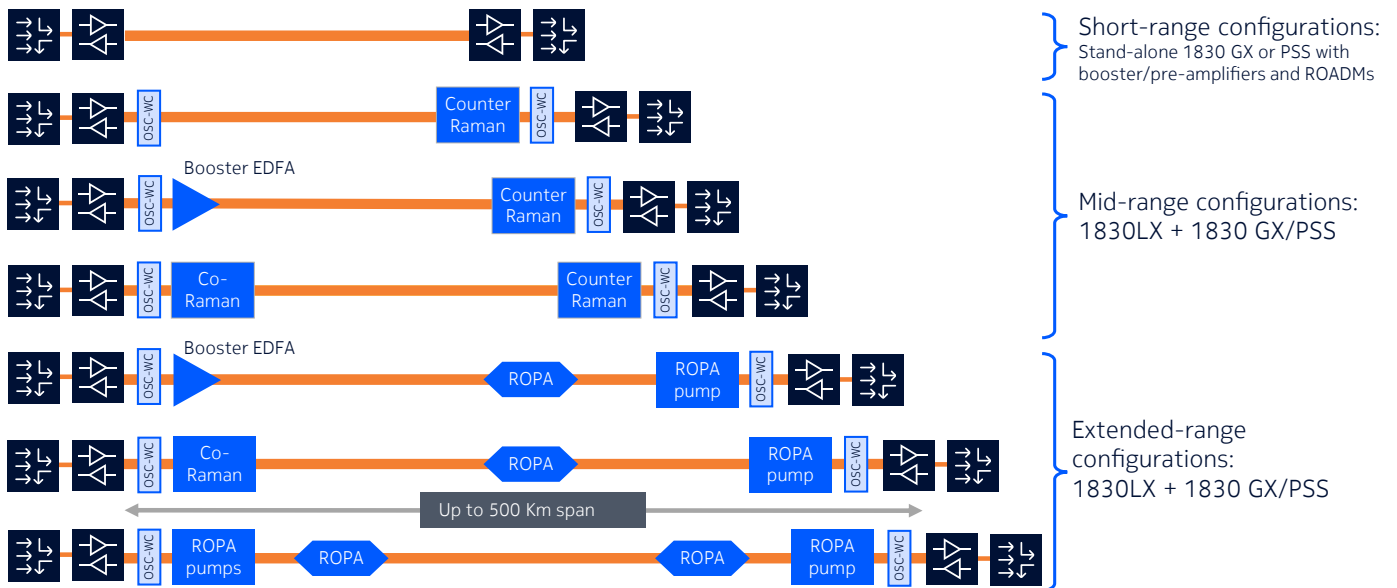 Short-range configurations:
Stand-alone 1830 GX or PSS with
booster/pre-amplifiers and ROADMs
OSC-WC
Counter
Raman
OSC-WC
Booster EDFA
OSC-WC
Counter
Raman
OSC-WC
Mid-range configurations:
1830LX + 1830 GX/PSS
OSC-WC
Co-
Raman
Counter
Raman
OSC-WC
Booster EDFA
OSC-WC
ROPA
ROPA
pump
OSC-WC
Extended-range
configurations:
1830LX + 1830 GX/PSS
OSC-WC
Co-
Raman
ROPA
ROPA
pump
OSC-WC
Up to 500 Km span
OSC-WC
ROPA
pumps
ROPA
ROPA
ROPA
pump
OSC-WC